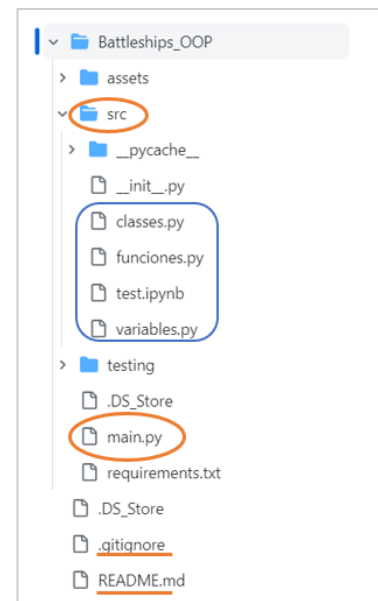 Battleships_OOP
assets
src
__pycache__
__init__.py
classes.py
funciones.py
test.ipynb
variables.py
testing
.DS_Store
main.py
requirements.txt
.DS_Store
.gitignore
README.md